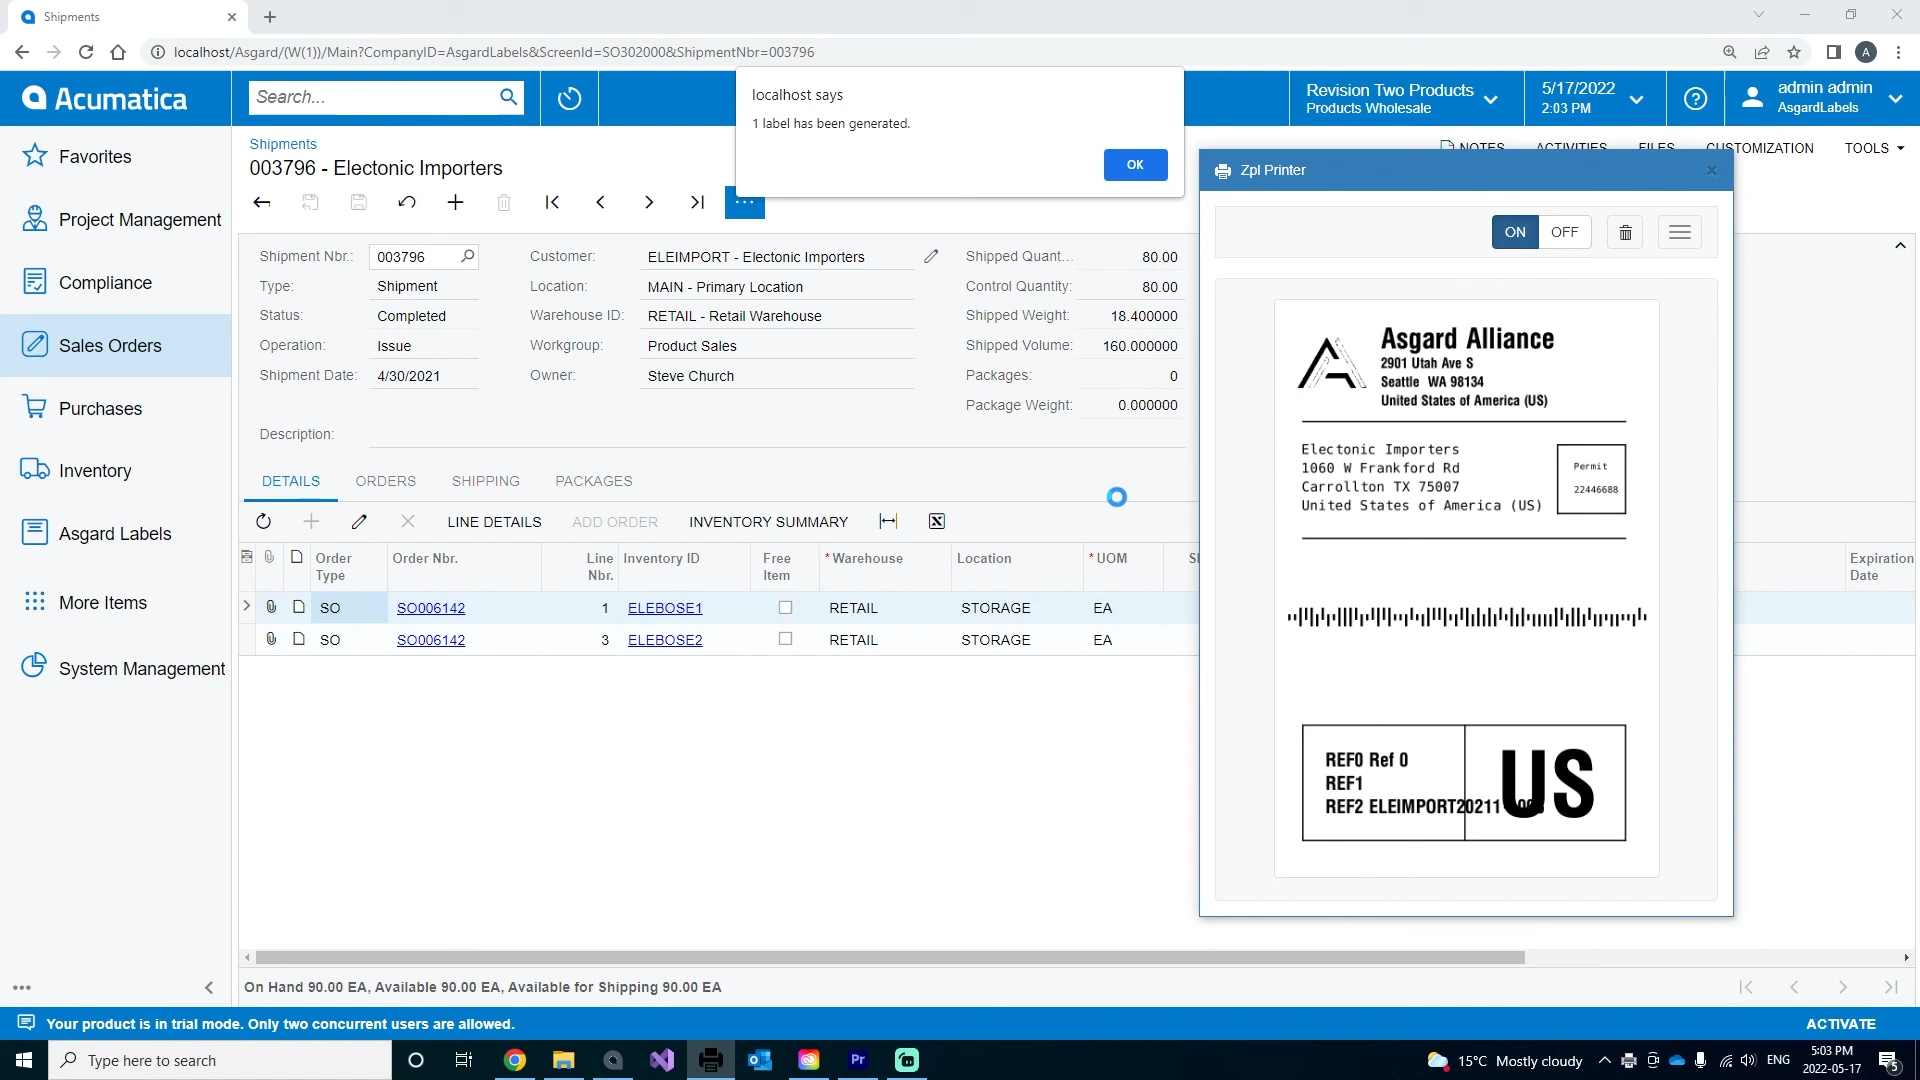 Shipments
localhost/Asgard/(W(1))/Main?CompanyID=AsgardLabels&ScreenId=SO302000&ShipmentNbr=003796
A
Acumatica
Search...
Revision Two Products
Products Wholesale
5/17/2022
2:03 PM
admin admin
AsgardLabels
localhost says
1 label has been generated.
OK
Favorites
Project Management
Compliance
Sales Orders
Purchases
Inventory
Asgard Labels
More Items
System Management
Shipments
003796 - Electonic Importers
NOTES ACTIVITIES FILES CUSTOMIZATION TOOLS
Shipment Nbr.: 003796
Type: Shipment
Status: Completed
Operation: Issue
Shipment Date: 4/30/2021
Description:
Customer: ELEIMPORT - Electonic Importers
Location: MAIN - Primary Location
Warehouse ID: RETAIL - Retail Warehouse
Workgroup: Product Sales
Owner: Steve Church
Shipped Quant... 80.00
Control Quantity: 80.00
Shipped Weight: 18.400000
Shipped Volume: 160.000000
Packages: 0
Package Weight: 0.000000
DETAILS ORDERS SHIPPING PACKAGES
LINE DETAILS ADD ORDER INVENTORY SUMMARY
Order Type Order Nbr. Line Nbr. Inventory ID Free Item *Warehouse Location *UOM Expiration Date
SO SO006142 1 ELEBOSE1 RETAIL STORAGE EA
SO SO006142 3 ELEBOSE2 RETAIL STORAGE EA
Zpl Printer
ON OFF
Asgard Alliance
2901 Utah Ave S
Seattle WA 98134
United States of America (US)
Electonic Importers
1060 W Frankford Rd
Carrollton TX 75007
United States of America (US)
Permit
22446688
REF0 Ref 0
REF1
REF2 ELEIMPORT20211
US
On Hand 90.00 EA, Available 90.00 EA, Available for Shipping 90.00 EA
Your product is in trial mode. Only two concurrent users are allowed.
ACTIVATE
Type here to search
Pr
15°C Mostly cloudy
ENG
5:03 PM
2022-05-17
5